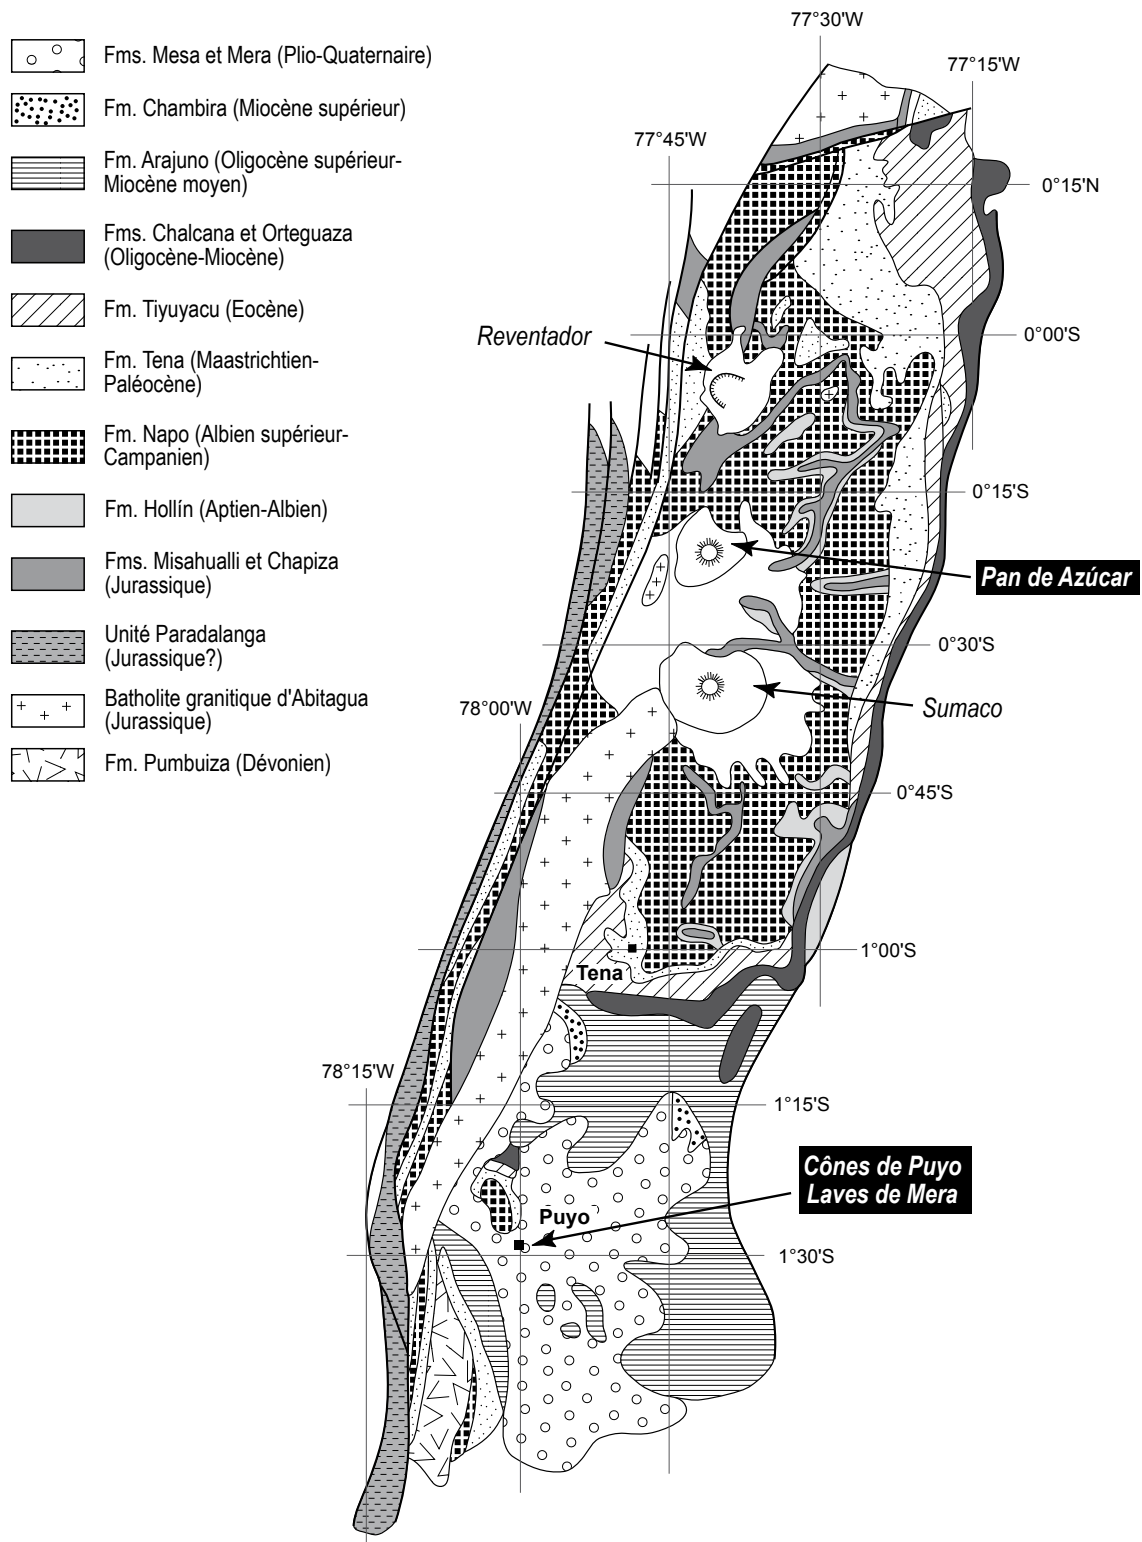 Fms. Mesa et Mera (Plio-Quaternaire)
Fm. Chambira (Miocène supérieur)
Fm. Arajuno (Oligocène supérieur-
Miocène moyen)
Fms. Chalcana et Orteguaza
(Oligocène-Miocène)
Fm. Tiyuyacu (Eocène)
Fm. Tena (Maastrichtien-
Paléocène)
Fm. Napo (Albien supérieur-
Campanien)
Fm. Hollín (Aptien-Albien)
Fms. Misahualli et Chapiza
(Jurassique)
Unité Paradalanga
(Jurassique?)
Batholite granitique d'Abitagua
(Jurassique)
Fm. Pumbuiza (Dévonien)
77°30'W
77°15'W
77°45'W
0°15'N
Reventador
0°00'S
0°15'S
Pan de Azúcar
0°30'S
78°00'W
Sumaco
0°45'S
1°00'S
Tena
78°15'W
1°15'S
Cônes de Puyo
Laves de Mera
Puyo
1°30'S